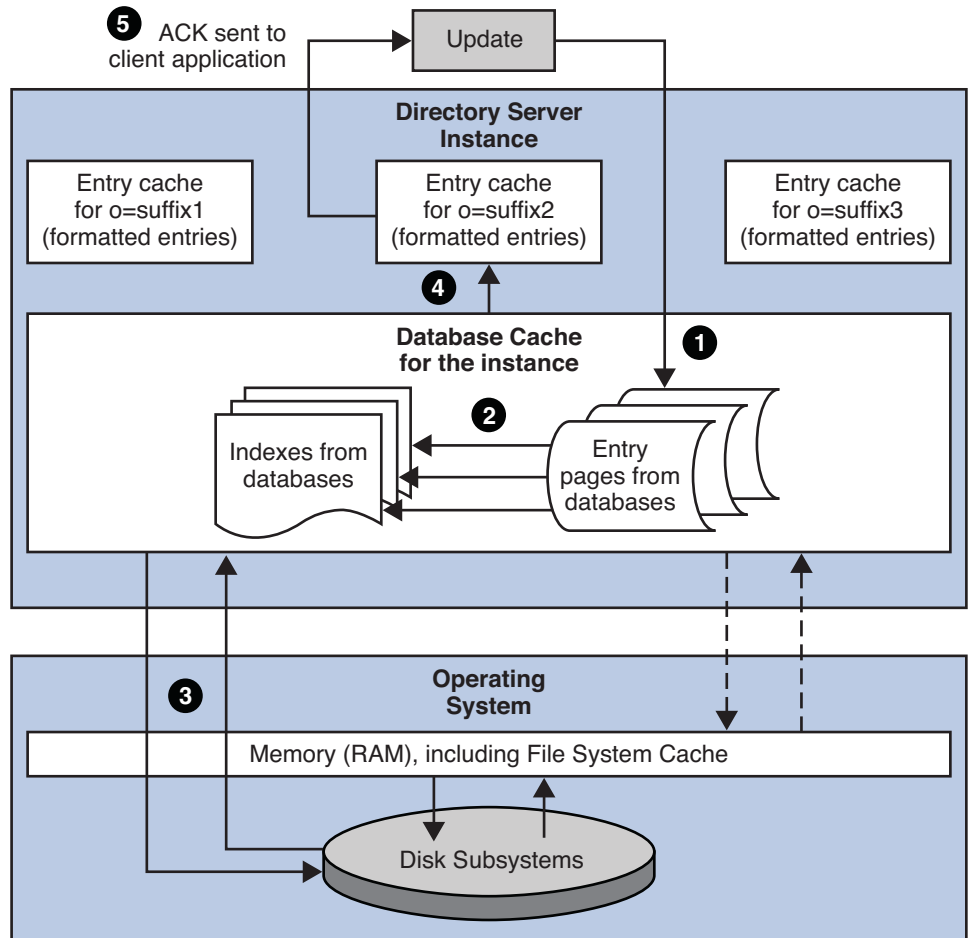 5
ACK sent to
client application
Update
Directory Server
Instance
Entry cache
for o=suffix1
(formatted entries)
Entry cache
for o=suffix2
(formatted entries)
Entry cache
for o=suffix3
(formatted entries)
4
Database Cache
for the instance
1
2
Indexes from
databases
Entry
pages from
databases
3
Operating
System
Memory (RAM), including File System Cache
Disk Subsystems